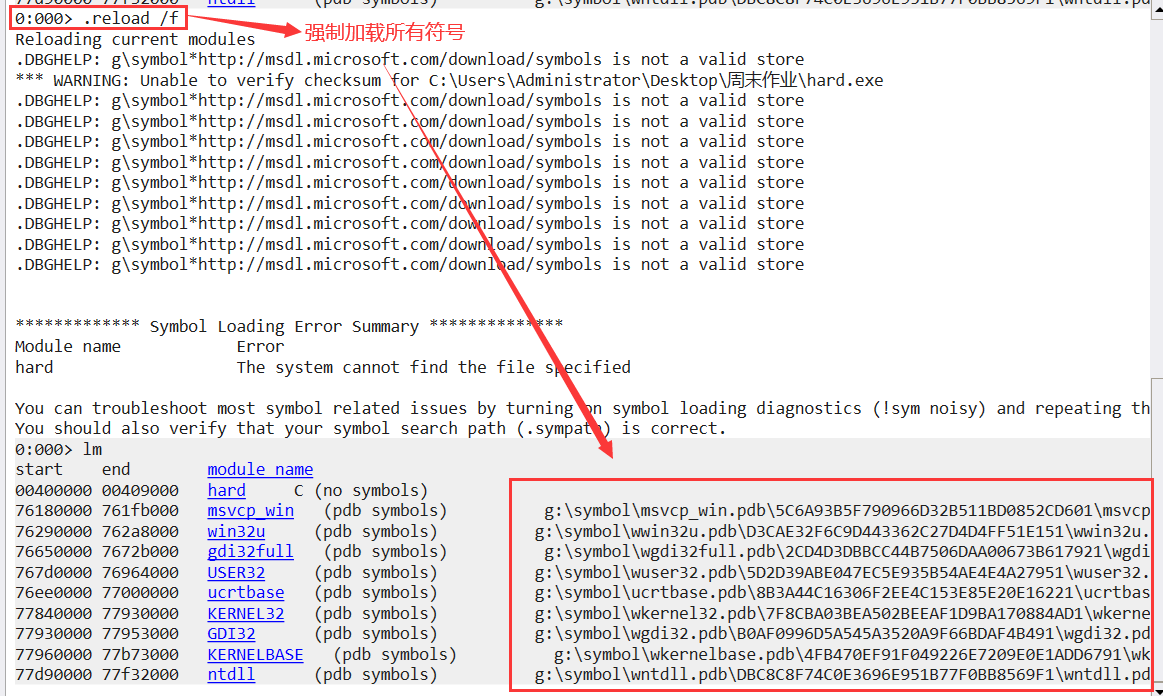 77d90000 77f32000 ntdll (pdb symbols) g:\symbol\wntdll.pdb\DBC8C8F74C0E3696E951B77F0BB8569F1\wntdll.pd
0:000> .reload /f
强制加载所有符号
Reloading current modules
.DBGHELP: g\symbol*http://msdl.microsoft.com/download/symbols is not a valid store
*** WARNING: Unable to verify checksum for C:\Users\Administrator\Desktop\周末作业\hard.exe
.DBGHELP: g\symbol*http://msdl.microsoft.com/download/symbols is not a valid store
.DBGHELP: g\symbol*http://msdl.microsoft.com/download/symbols is not a valid store
.DBGHELP: g\symbol*http://msdl.microsoft.com/download/symbols is not a valid store
.DBGHELP: g\symbol*http://msdl.microsoft.com/download/symbols is not a valid store
.DBGHELP: g\symbol*http://msdl.microsoft.com/download/symbols is not a valid store
.DBGHELP: g\symbol*http://msdl.microsoft.com/download/symbols is not a valid store
.DBGHELP: g\symbol*http://msdl.microsoft.com/download/symbols is not a valid store
.DBGHELP: g\symbol*http://msdl.microsoft.com/download/symbols is not a valid store
.DBGHELP: g\symbol*http://msdl.microsoft.com/download/symbols is not a valid store
************* Symbol Loading Error Summary **************
Module name Error
hard The system cannot find the file specified
You can troubleshoot most symbol related issues by turning on symbol loading diagnostics (!sym noisy) and repeating th
You should also verify that your symbol search path (.sympath) is correct.
0:000> lm
start end module name
00400000 00409000 hard C (no symbols)
76180000 761fb000 msvcp_win (pdb symbols) g:\symbol\msvcp_win.pdb\5C6A93B5F790966D32B511BD0852CD601\msvcp
76290000 762a8000 win32u (pdb symbols) g:\symbol\wwin32u.pdb\D3CAE32F6C9D443362C27D4D4FF51E151\wwin32u.
76650000 7672b000 gdi32full (pdb symbols) g:\symbol\wgdi32full.pdb\2CD4D3DBBCC44B7506DAA00673B617921\wgdi
767d0000 76964000 USER32 (pdb symbols) g:\symbol\wuser32.pdb\5D2D39ABE047EC5E935B54AE4E4A27951\wuser32.
76ee0000 77000000 ucrtbase (pdb symbols) g:\symbol\ucrtbase.pdb\8B3A44C16306F2EE4C153E85E20E16221\ucrtbas
77840000 77930000 KERNEL32 (pdb symbols) g:\symbol\wkernel32.pdb\7F8CBA03BEA502BEEAF1D9BA170884AD1\wkerne
77930000 77953000 GDI32 (pdb symbols) g:\symbol\wgdi32.pdb\B0AF0996D5A545A3520A9F66BDAF4B491\wgdi32.pd
77960000 77b73000 KERNELBASE (pdb symbols) g:\symbol\wkernelbase.pdb\4FB470EF91F049226E7209E0E1ADD6791\wk
77d90000 77f32000 ntdll (pdb symbols) g:\symbol\wntdll.pdb\DBC8C8F74C0E3696E951B77F0BB8569F1\wntdll.pd